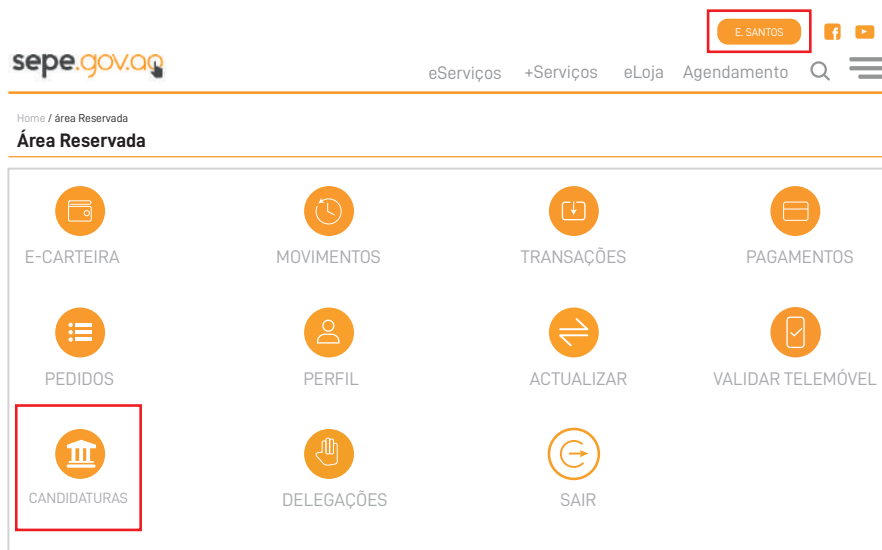 E. SANTOS
sepe.gov.ao
eServiços +Serviços eLoja Agendamento
Home / área Reservada
Área Reservada
E-CARTEIRA MOVIMENTOS TRANSAÇÕES PAGAMENTOS
PEDIDOS PERFIL ACTUALIZAR VALIDAR TELEMÓVEL
CANDIDATURAS DELEGAÇÕES SAIR